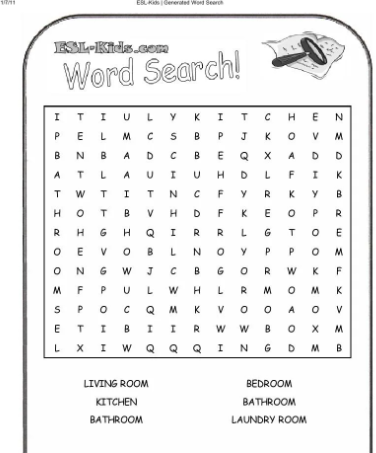 1/7/11 ESL-Kids | Generated Word Search
ESL-Kids.com
Word Search!
I T I U L Y K I T C H E N
P E L M C S B P J K O V M
B N B A D C B E Q X A D D
A T L A U I U H D L F I K
T W T I T N C F Y R K Y B
H O T B V H D F K E O P R
R H G H Q I R R L G T O E
O E V O B L N O Y P P O M
O N G W J C B G O R W K F
M F P U L W H L R M O M K
S P O C Q M K V O O A O V
E T I B I I R W W B O X M
L X I W Q Q Q I N G D M B
LIVING ROOM BEDROOM
KITCHEN BATHROOM
BATHROOM LAUNDRY ROOM